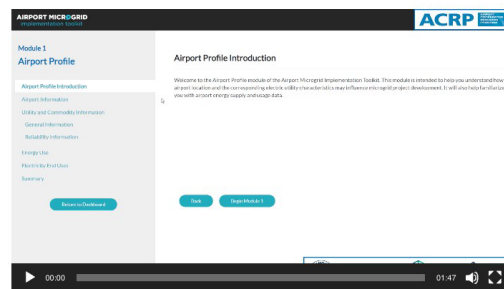 AIRPORT MICROGRID
implementation toolkit
ACRP
Module 1
Airport Profile
Airport Profile Introduction
Airport Information
Utility and Commodity Information
General Information
Reliability Information
Energy Use
Electricity End Uses
Summary
Return to Dashboard
Airport Profile Introduction
Welcome to the Airport Profile module of the Airport Microgrid Implementation Toolkit. This module is intended to help you understand how
airport location and the corresponding electric utility characteristics may influence microgrid project development. It will also help familiarize
you with airport energy supply and usage data.
Back
Begin Module 1
00:00
01:47